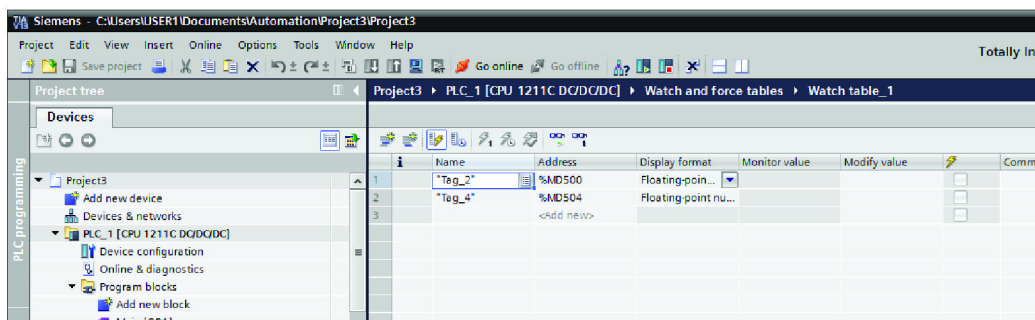 Siemens - C:\Users\USER1\Documents\Automation\Project3\Project3
Project Edit View Insert Online Options Tools Window Help
Totally In
Save project Go online Go offline
Project tree
Project3 PLC_1 [CPU 1211C DC/DC/DC] Watch and force tables Watch table_1
Devices
i Name Address Display format Monitor value Modify value Comm
1 "Tag_2" %MD500 Floating-poin...
2 "Tag_4" %MD504 Floating-point nu...
3 <Add new>
PLC programming
Project3
Add new device
Devices & networks
PLC_1 [CPU 1211C DC/DC/DC]
Device configuration
Online & diagnostics
Program blocks
Add new block